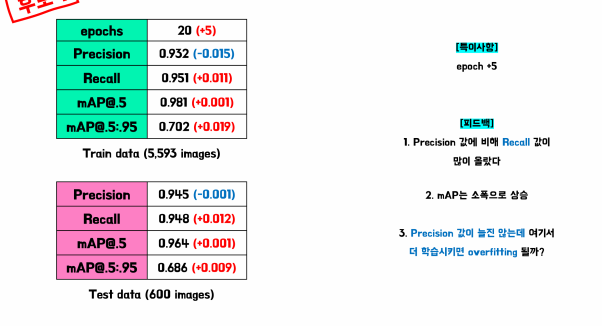 epochs 20 (+5)
Precision 0.932 (-0.015)
Recall 0.951 (+0.011)
mAP@.5 0.981 (+0.001)
mAP@.5:.95 0.702 (+0.019)
Train data (5,593 images)
Precision 0.945 (-0.001)
Recall 0.948 (+0.012)
mAP@.5 0.964 (+0.001)
mAP@.5:.95 0.686 (+0.009)
Test data (600 images)
[특이사항]
epoch +5
[피드백]
1. Precision 값에 비해 Recall 값이
많이 올랐다
2. mAP는 소폭으로 상승
3. Precision 값이 늘진 않는데 여기서
더 학습시키면 overfitting 될까?